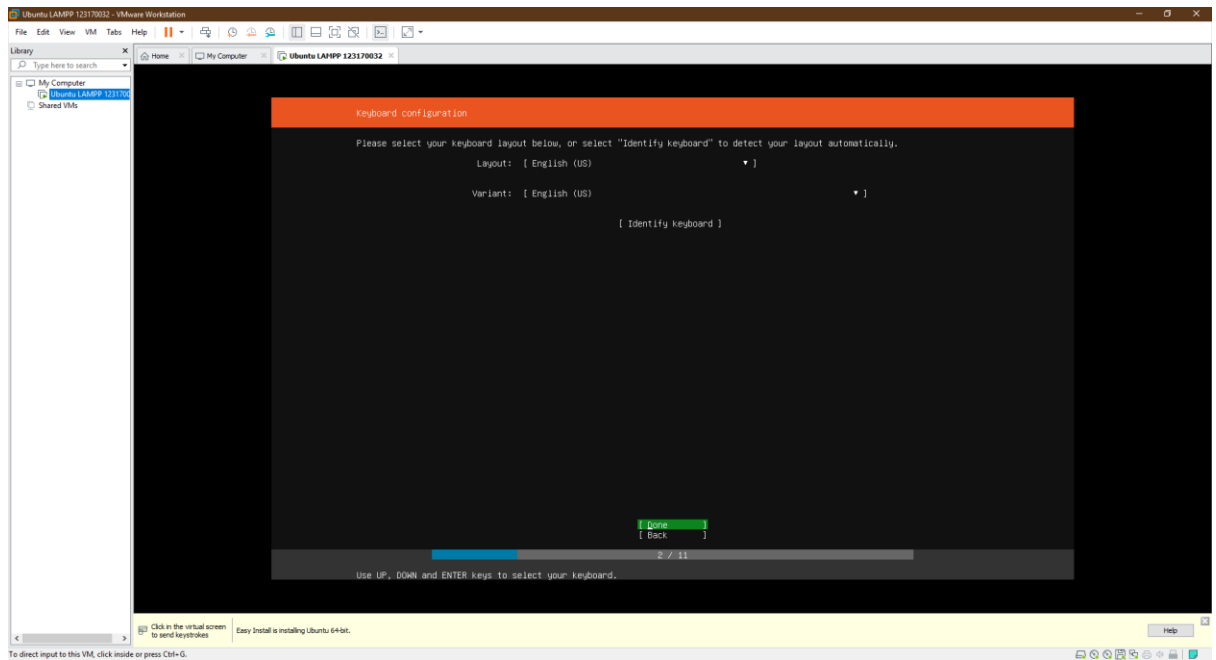 Ubuntu LAMPP 123170032 - VMware Workstation
File Edit View VM Tabs Help
Library
Type here to search
Home
My Computer
Ubuntu LAMPP 123170032
My Computer
Ubuntu LAMPP 123170
Shared VMs
Keyboard configuration
Please select your keyboard layout below, or select "Identify keyboard" to detect your layout automatically.
Layout: [ English (US) ▾ ]
Variant: [ English (US) ▾ ]
[ Identify keyboard ]
[ Done ]
[ Back ]
2 / 11
Use UP, DOWN and ENTER keys to select your keyboard.
Click in the virtual screen
to send keystrokes
Easy Install is installing Ubuntu 64-bit.
Help
To direct input to this VM, click inside or press Ctrl+G.